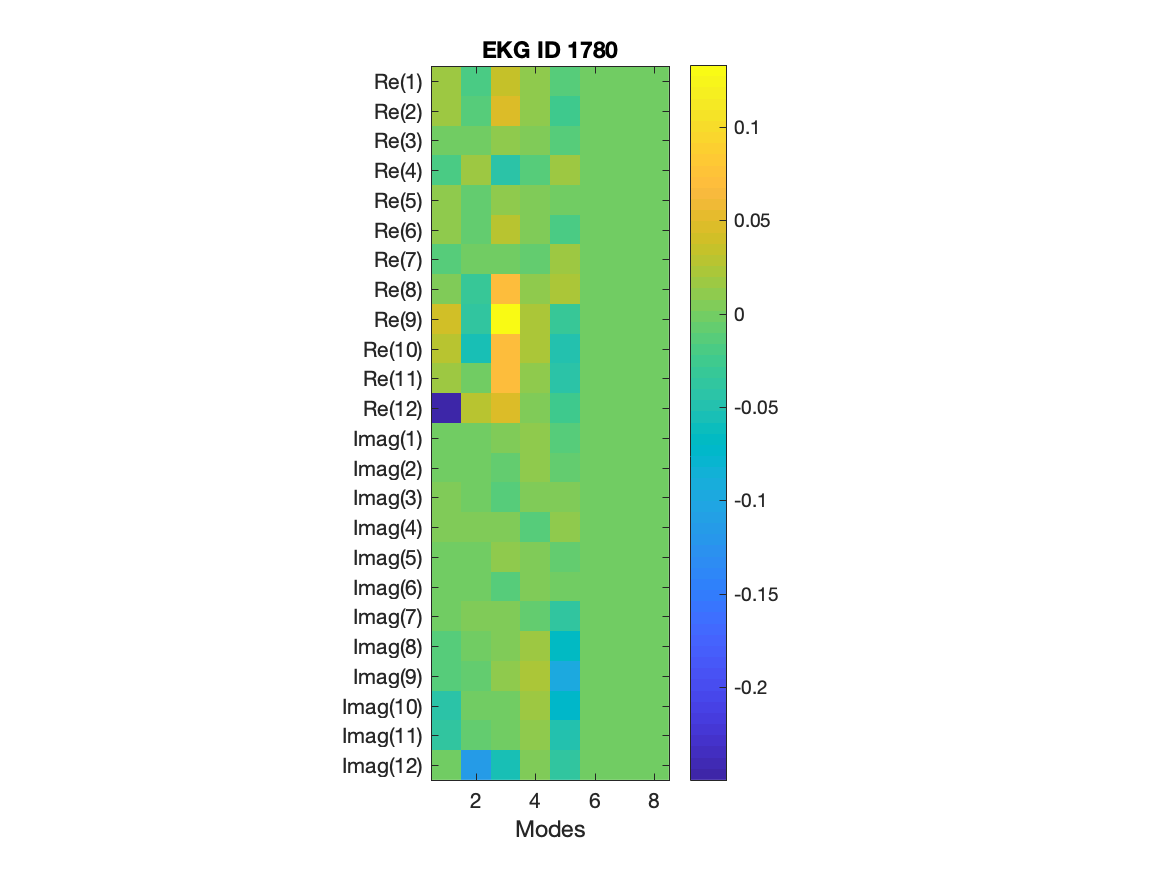 EKG ID 1780
Re(1)
Re(2)
Re(3)
Re(4)
Re(5)
Re(6)
Re(7)
Re(8)
Re(9)
Re(10)
Re(11)
Re(12)
Imag(1)
Imag(2)
Imag(3)
Imag(4)
Imag(5)
Imag(6)
Imag(7)
Imag(8)
Imag(9)
Imag(10)
Imag(11)
Imag(12)
2 4 6 8
Modes
0.1
0.05
0
-0.05
-0.1
-0.15
-0.2